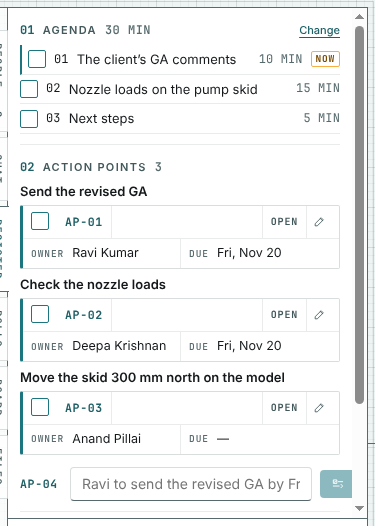 01 AGENDA 30 MIN Change
01 The client's GA comments 10 MIN NOW
02 Nozzle loads on the pump skid 15 MIN
03 Next steps 5 MIN
02 ACTION POINTS 3
Send the revised GA
AP-01 OPEN
OWNER Ravi Kumar DUE Fri, Nov 20
Check the nozzle loads
AP-02 OPEN
OWNER Deepa Krishnan DUE Fri, Nov 20
Move the skid 300 mm north on the model
AP-03 OPEN
OWNER Anand Pillai DUE —
AP-04 Ravi to send the revised GA by Fr